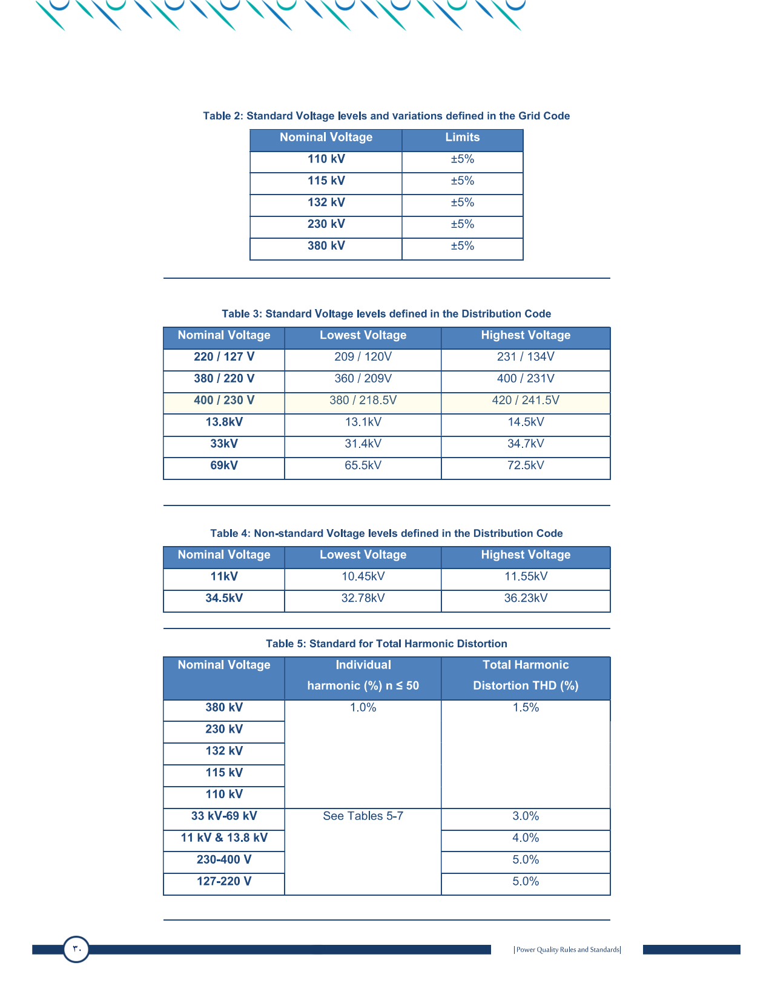 Table 2: Standard Voltage levels and variations defined in the Grid Code
Nominal Voltage Limits
110 kV ±5%
115 kV ±5%
132 kV ±5%
230 kV ±5%
380 kV ±5%
Table 3: Standard Voltage levels defined in the Distribution Code
Nominal Voltage Lowest Voltage Highest Voltage
220 / 127 V 209 / 120V 231 / 134V
380 / 220 V 360 / 209V 400 / 231V
400 / 230 V 380 / 218.5V 420 / 241.5V
13.8kV 13.1kV 14.5kV
33kV 31.4kV 34.7kV
69kV 65.5kV 72.5kV
Table 4: Non-standard Voltage levels defined in the Distribution Code
Nominal Voltage Lowest Voltage Highest Voltage
11kV 10.45kV 11.55kV
34.5kV 32.78kV 36.23kV
Table 5: Standard for Total Harmonic Distortion
Nominal Voltage Individual Total Harmonic
harmonic (%) n ≤ 50 Distortion THD (%)
380 kV 1.0% 1.5%
230 kV
132 kV
115 kV
110 kV
33 kV-69 kV See Tables 5-7 3.0%
11 kV & 13.8 kV 4.0%
230-400 V 5.0%
127-220 V 5.0%
٣٠ |Power Quality Rules and Standards|